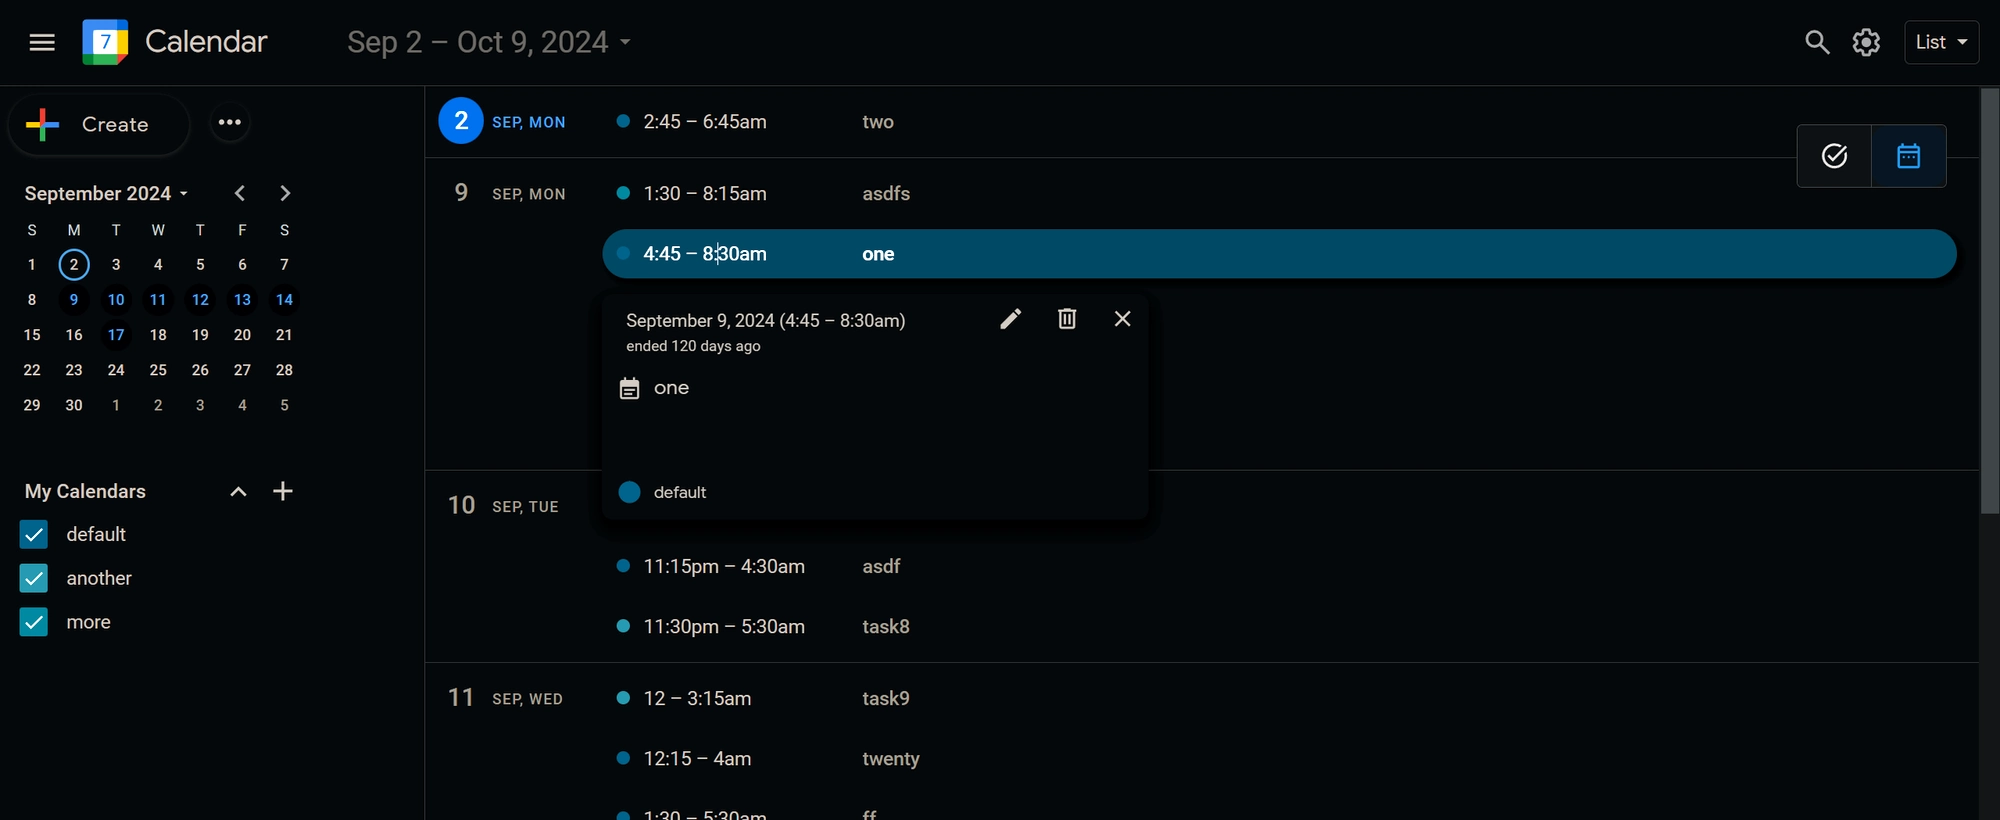 7 Calendar Sep 2 – Oct 9, 2024 List
Create
September 2024
S M T W T F S
1 2 3 4 5 6 7
8 9 10 11 12 13 14
15 16 17 18 19 20 21
22 23 24 25 26 27 28
29 30 1 2 3 4 5
My Calendars
default
another
more
2 SEP, MON 2:45 – 6:45am two
9 SEP, MON 1:30 – 8:15am asdfs
4:45 – 8:30am one
September 9, 2024 (4:45 – 8:30am)
ended 120 days ago
one
default
10 SEP, TUE
11:15pm – 4:30am asdf
11:30pm – 5:30am task8
11 SEP, WED 12 – 3:15am task9
12:15 – 4am twenty
1:30 – 5:30am ff